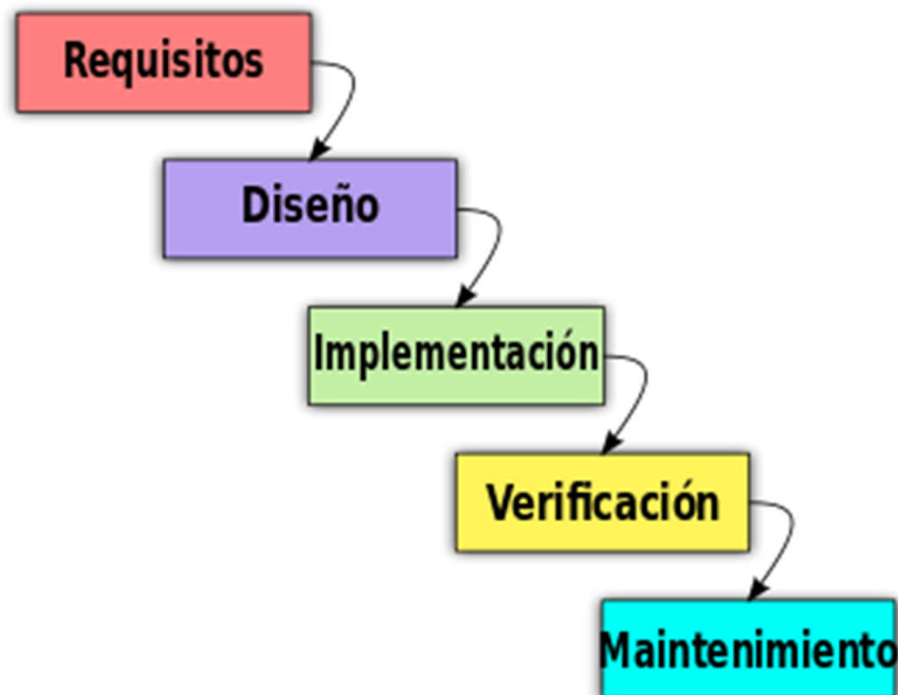 Requisitos
Diseño
Implementación
Verificación
Maintenimiento